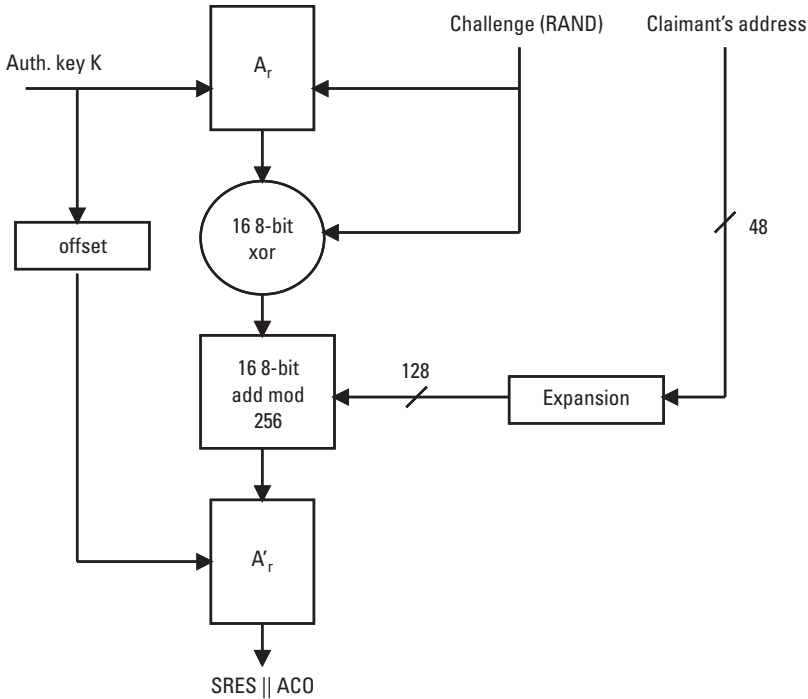 Challenge (RAND)
Claimant's address
Auth. key K
Aᵣ
16 8-bit
xor
offset
48
16 8-bit
add mod
256
128
Expansion
A'ᵣ
SRES || ACO